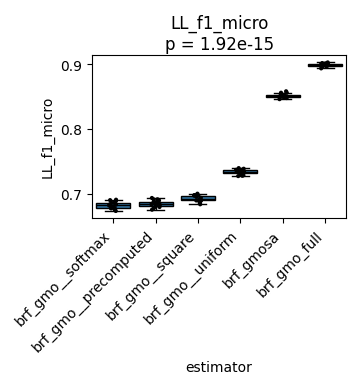 LL_f1_micro
p = 1.92e-15
LL_f1_micro
0.9
0.8
0.7
brf_gmo__softmax
brf_gmo__precomputed
brf_gmo__square
brf_gmo__uniform
brf_gmosa
brf_gmo_full
estimator